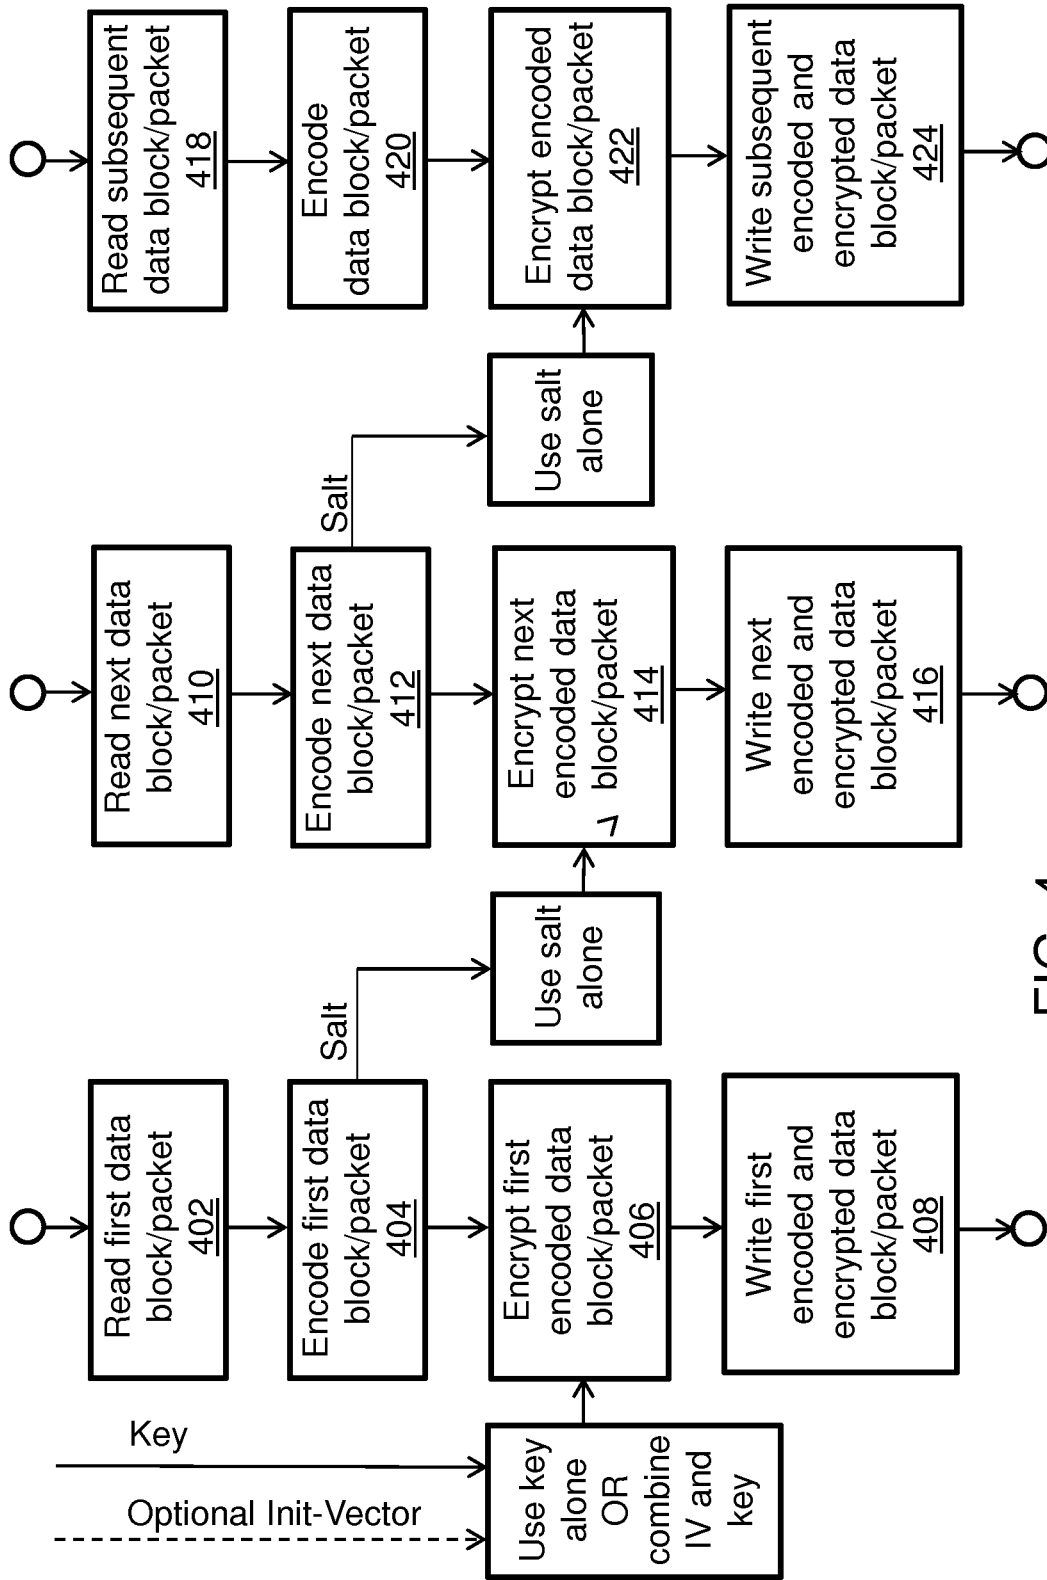 Key
Optional Init-Vector
Use key
alone
OR
combine
IV and
key
Read first data
block/packet
402
Encode first data
block/packet
404
Encrypt first
encoded data
block/packet
406
Write first
encoded and
encrypted data
block/packet
408
Salt
Use salt
alone
Read next data
block/packet
410
Encode next data
block/packet
412
Encrypt next
encoded data
block/packet
414
Write next
encoded and
encrypted data
block/packet
416
Salt
Use salt
alone
Read subsequent
data block/packet
418
Encode
data block/packet
420
Encrypt encoded
data block/packet
422
Write subsequent
encoded and
encrypted data
block/packet
424
FIG